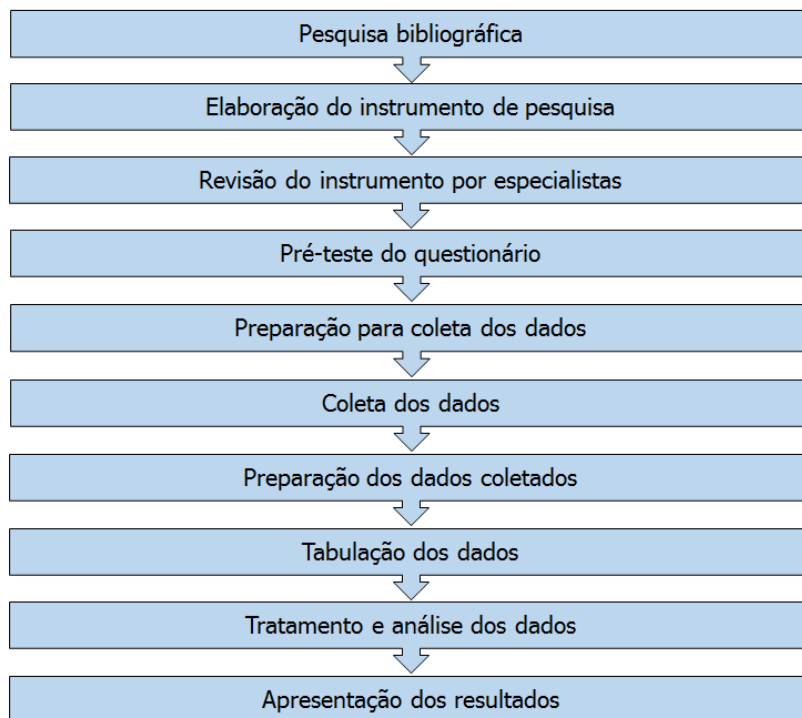 Pesquisa bibliográfica
Elaboração do instrumento de pesquisa
Revisão do instrumento por especialistas
Pré-teste do questionário
Preparação para coleta dos dados
Coleta dos dados
Preparação dos dados coletados
Tabulação dos dados
Tratamento e análise dos dados
Apresentação dos resultados